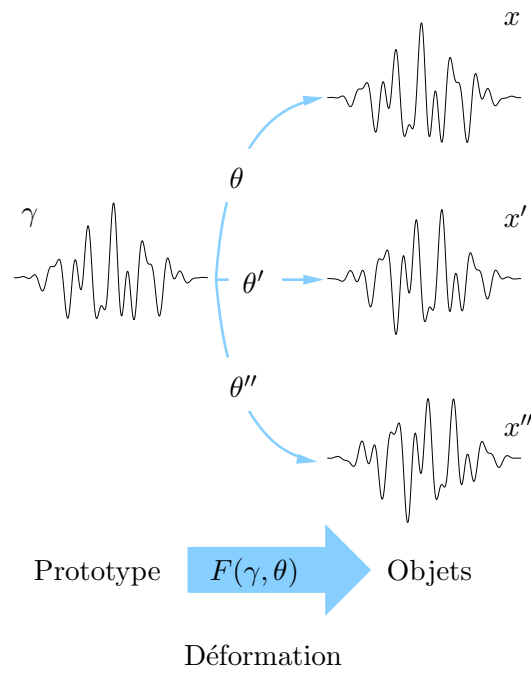 x
θ
γ
x′
θ′
θ″
x″
Prototype F(γ, θ) Objets
Déformation